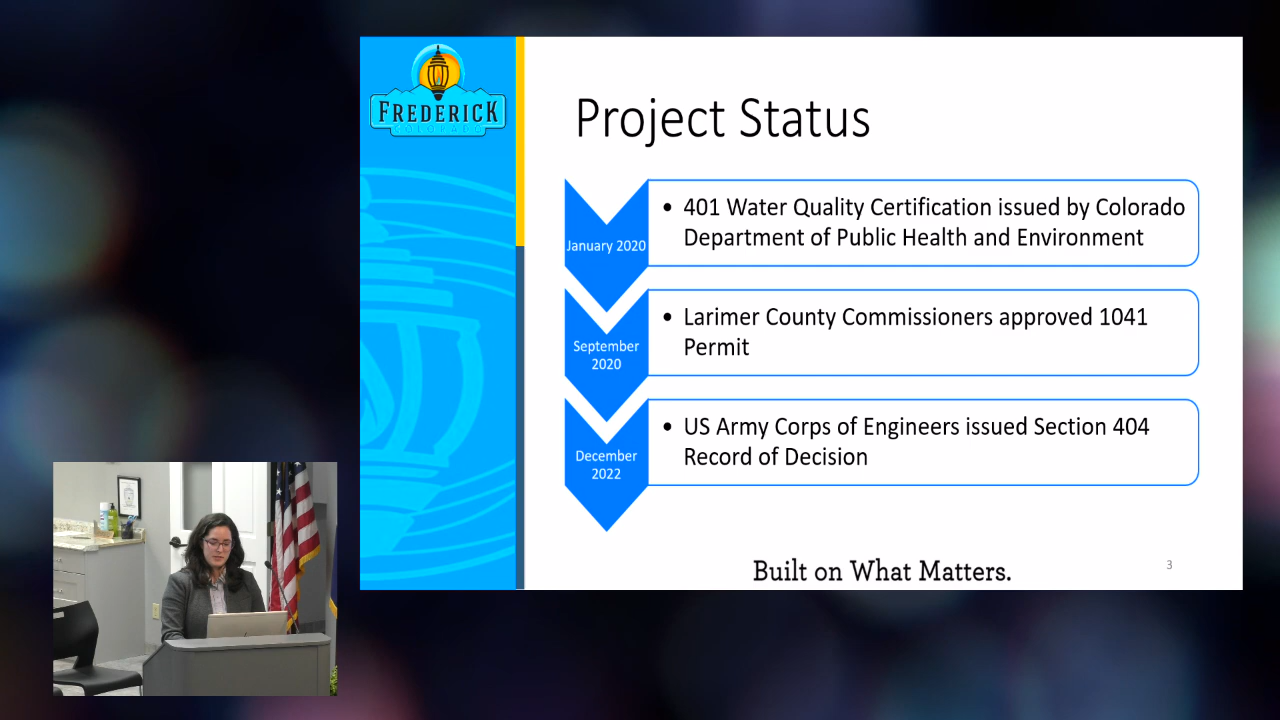 FREDERICK
COLORADO
Project Status
January 2020
• 401 Water Quality Certification issued by Colorado
Department of Public Health and Environment
September
2020
• Larimer County Commissioners approved 1041
Permit
December
2022
• US Army Corps of Engineers issued Section 404
Record of Decision
Built on What Matters.
3